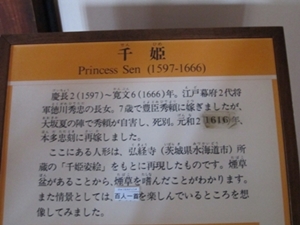 千姫
Princess Sen (1597-1666)
慶長2(1597)~寛文6(1666)年。江戸幕府2代将
軍徳川秀忠の長女。7歳で豊臣秀頼に嫁ぎましたが、
大坂夏の陣で秀頼が自害し、死別。元和2(1616)年、
本多忠刻に再嫁しました。
ここにある人形は、弘経寺(茨城県水海道市)所
蔵の「千姫姿絵」をもとに再現したものです。煙草
盆があることから、煙草を嗜んだことがわかります。
また情景としては、百人一首を楽しんでいるところを想
像してみました。